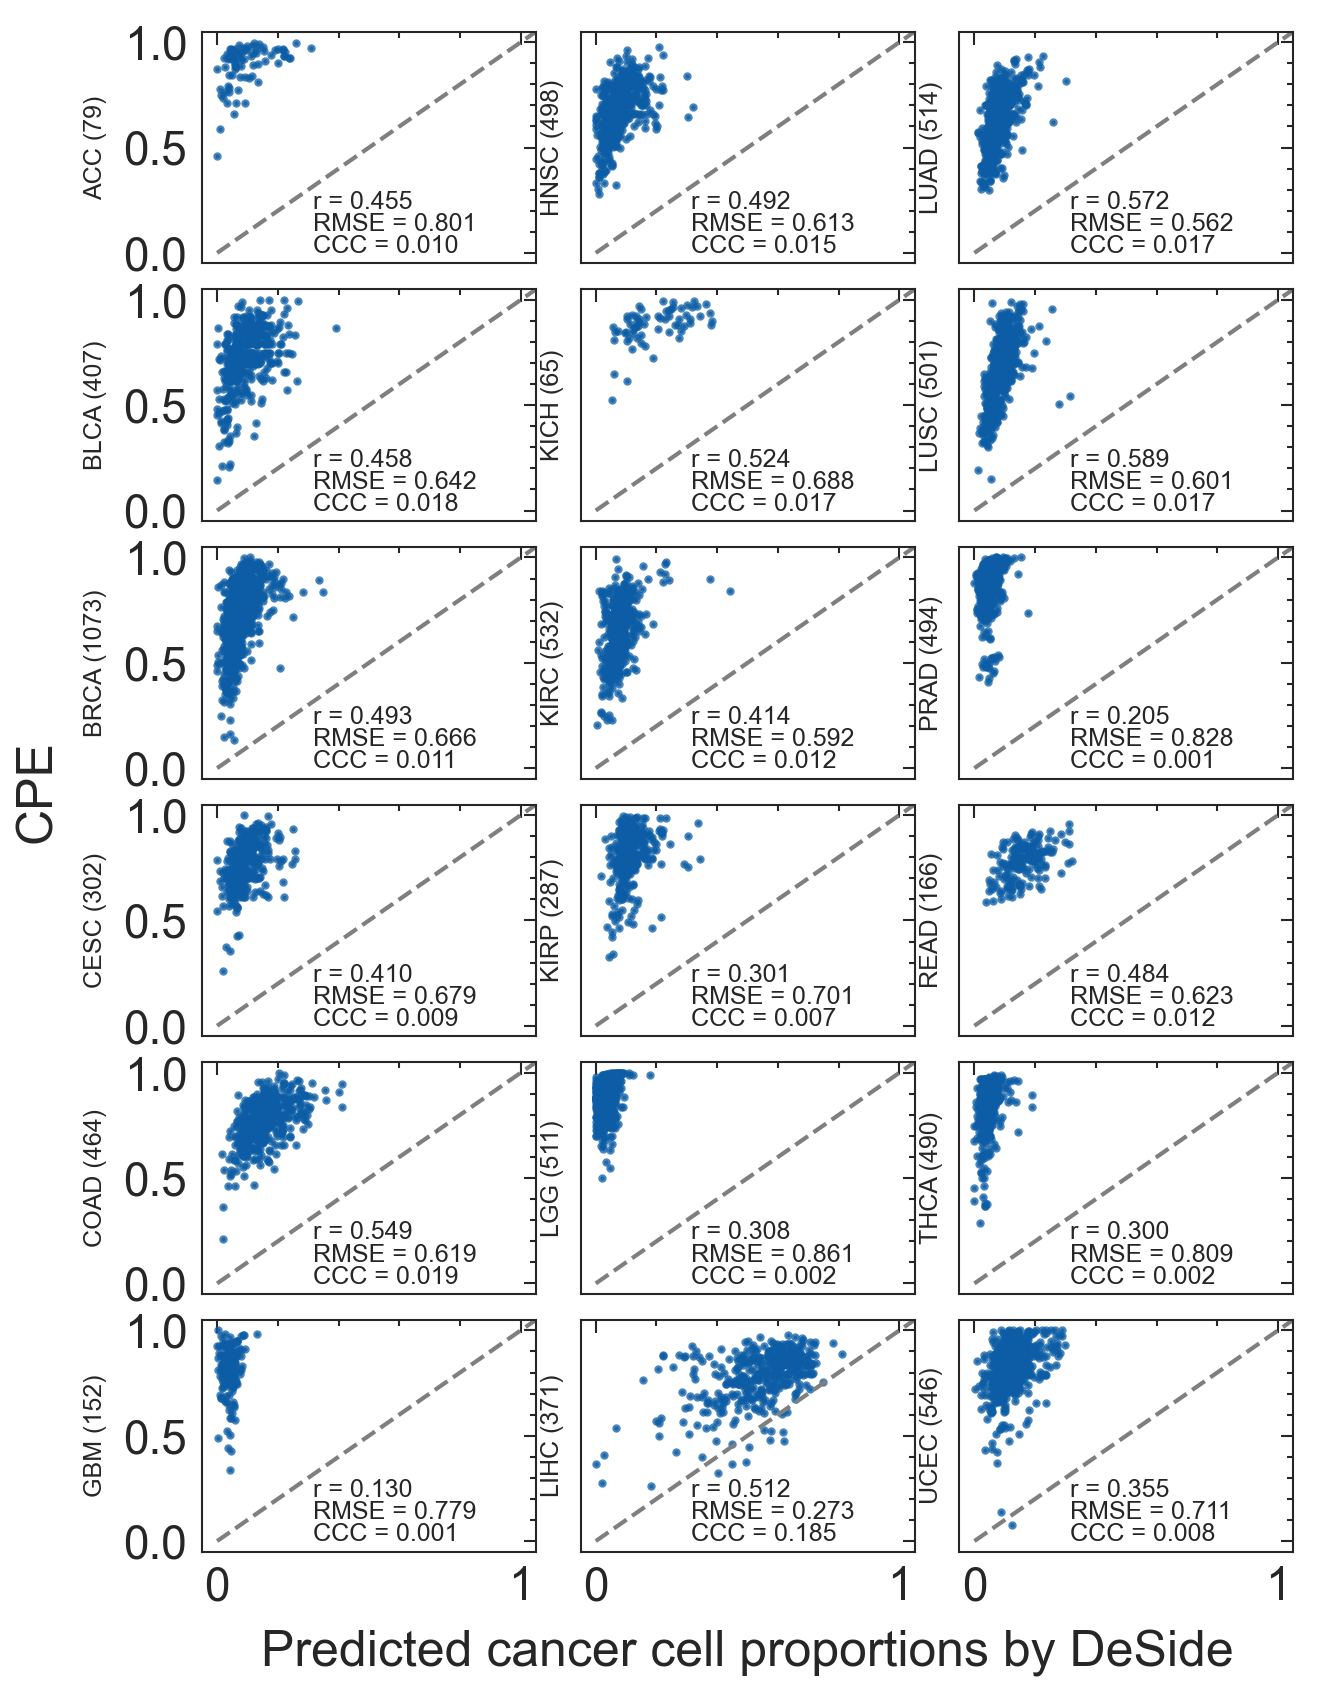 CPE
ACC (79)
1.0
0.5
0.0
r = 0.455
RMSE = 0.801
CCC = 0.010
HNSC (498)
r = 0.492
RMSE = 0.613
CCC = 0.015
LUAD (514)
r = 0.572
RMSE = 0.562
CCC = 0.017
BLCA (407)
1.0
0.5
0.0
r = 0.458
RMSE = 0.642
CCC = 0.018
KICH (65)
r = 0.524
RMSE = 0.688
CCC = 0.017
LUSC (501)
r = 0.589
RMSE = 0.601
CCC = 0.017
BRCA (1073)
1.0
0.5
0.0
r = 0.493
RMSE = 0.666
CCC = 0.011
KIRC (532)
r = 0.414
RMSE = 0.592
CCC = 0.012
PRAD (494)
r = 0.205
RMSE = 0.828
CCC = 0.001
CESC (302)
1.0
0.5
0.0
r = 0.410
RMSE = 0.679
CCC = 0.009
KIRP (287)
r = 0.301
RMSE = 0.701
CCC = 0.007
READ (166)
r = 0.484
RMSE = 0.623
CCC = 0.012
COAD (464)
1.0
0.5
0.0
r = 0.549
RMSE = 0.619
CCC = 0.019
LGG (511)
r = 0.308
RMSE = 0.861
CCC = 0.002
THCA (490)
r = 0.300
RMSE = 0.809
CCC = 0.002
GBM (152)
1.0
0.5
0.0
r = 0.130
RMSE = 0.779
CCC = 0.001
LIHC (371)
r = 0.512
RMSE = 0.273
CCC = 0.185
UCEC (546)
r = 0.355
RMSE = 0.711
CCC = 0.008
0 1 0 1 0 1
Predicted cancer cell proportions by DeSide